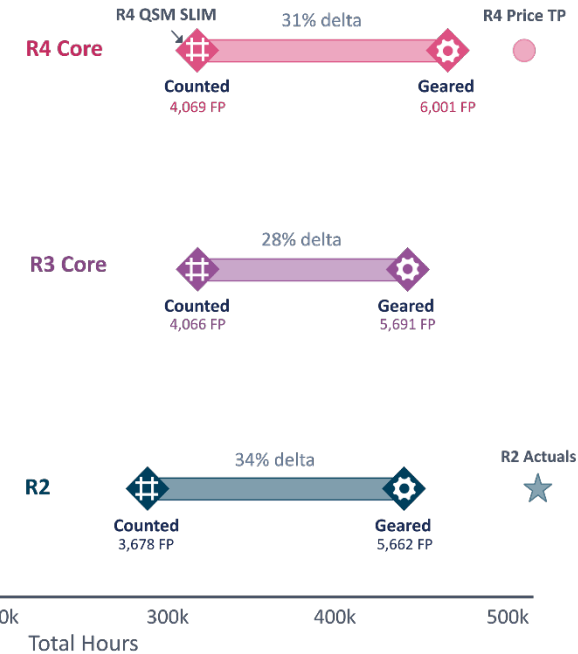 R4 QSM SLIM
31% delta
R4 Price TP
R4 Core
Counted
Geared
4,069 FP
6,001 FP
28% delta
R3 Core
Counted
Geared
4,066 FP
5,691 FP
34% delta
R2 Actuals
R2
Counted
Geared
3,678 FP
5,662 FP
0k
300k
400k
500k
Total Hours